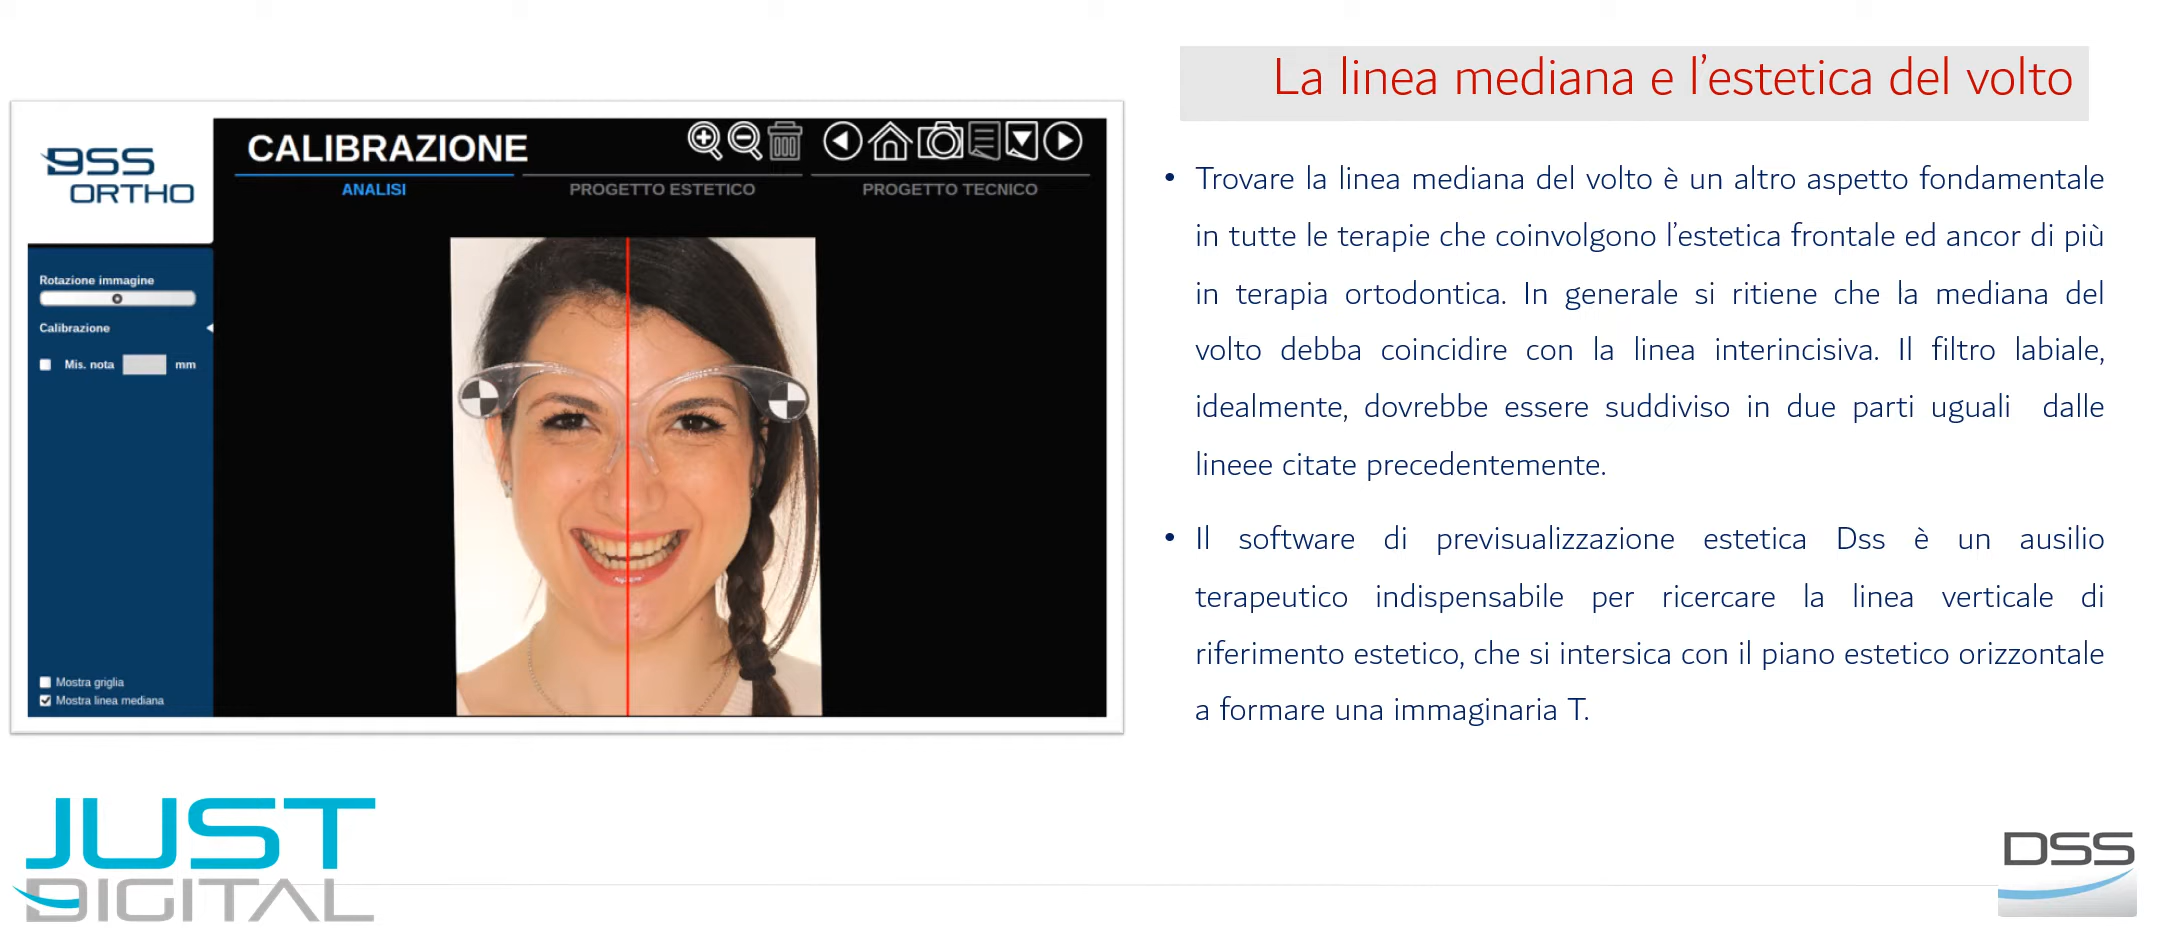 La linea mediana e l’estetica del volto
DSS
ORTHO
CALIBRAZIONE
ANALISI
PROGETTO ESTETICO
PROGETTO TECNICO
Rotazione immagine
Calibrazione
Mis. nota
mm
Mostra griglia
Mostra linea mediana
• Trovare la linea mediana del volto è un altro aspetto fondamentale
in tutte le terapie che coinvolgono l’estetica frontale ed ancor di più
in terapia ortodontica. In generale si ritiene che la mediana del
volto debba coincidire con la linea interincisiva. Il filtro labiale,
idealmente, dovrebbe essere suddiviso in due parti uguali dalle
lineee citate precedentemente.
• Il software di previsualizzazione estetica Dss è un ausilio
terapeutico indispensabile per ricercare la linea verticale di
riferimento estetico, che si intersica con il piano estetico orizzontale
a formare una immaginaria T.
JUST
DIGITAL
DSS